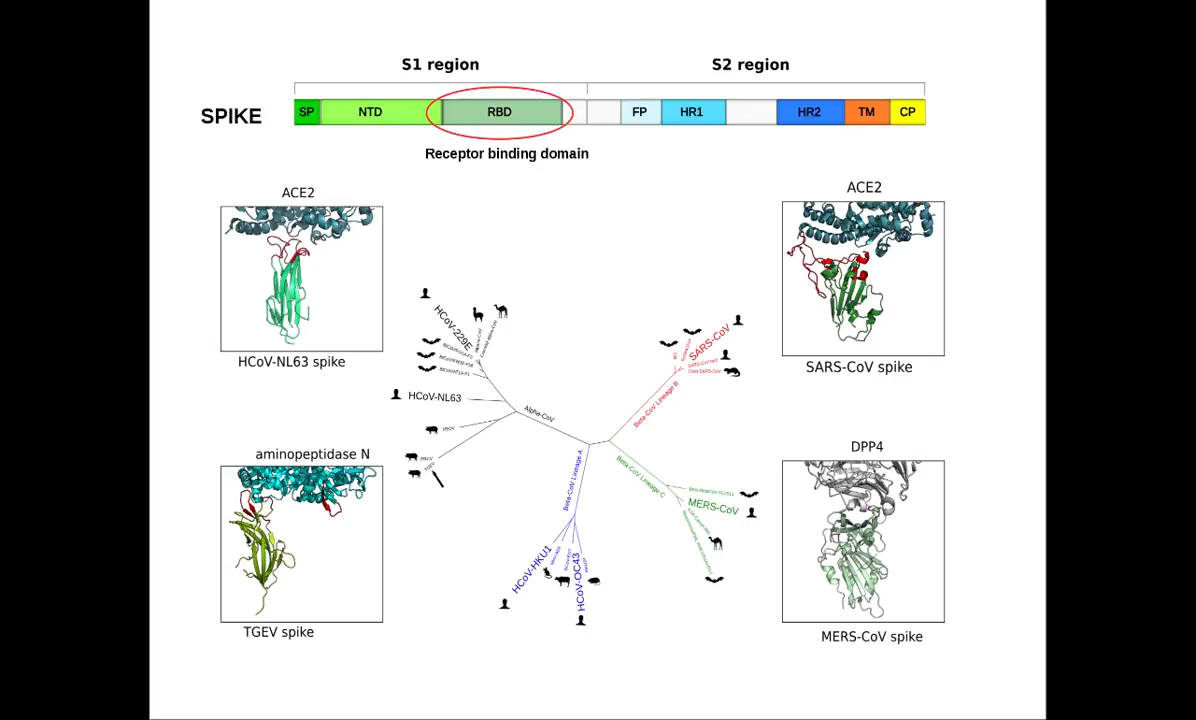 S1 region
S2 region
SPIKE
SP
NTD
RBD
FP
HR1
HR2
TM
CP
Receptor binding domain
ACE2
HCoV-NL63 spike
ACE2
SARS-CoV spike
aminopeptidase N
TGEV spike
DPP4
MERS-CoV spike
HCoV-229E
HCoV-NL63
Alpha-CoV
TGEV
SARS-CoV
Beta-CoV Lineage B
Beta-CoV Lineage C
MERS-CoV
Beta-CoV Lineage A
HCoV-HKU1
HCoV-OC43